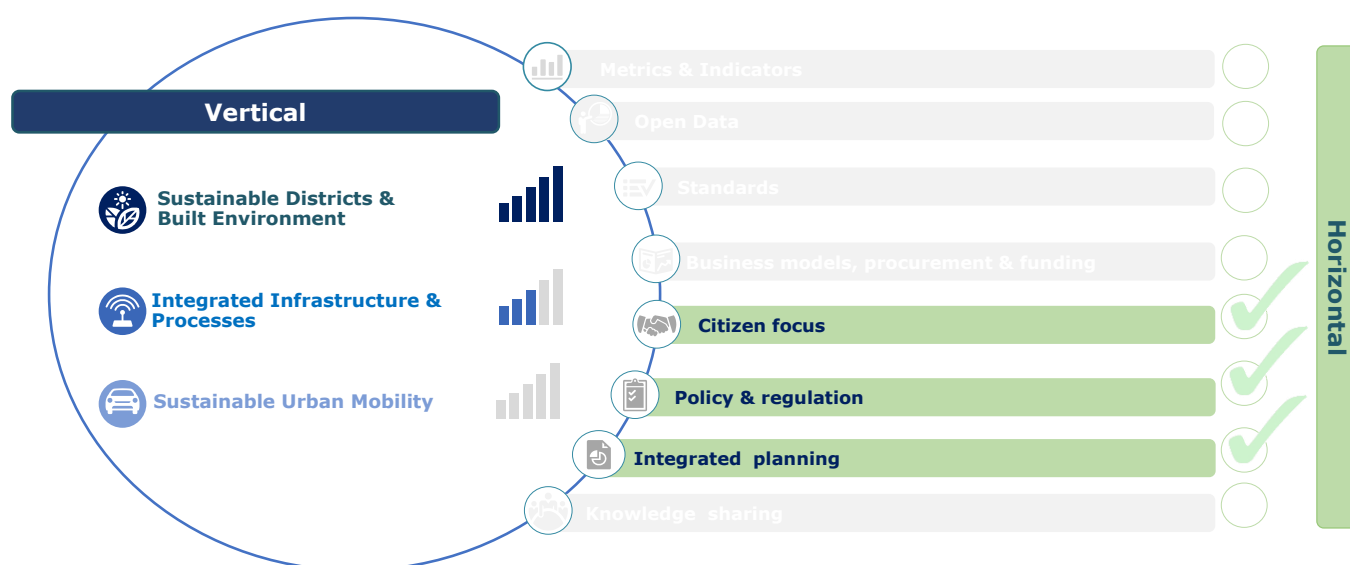 Vertical
Sustainable Districts &
Built Environment
Integrated Infrastructure &
Processes
Sustainable Urban Mobility
Metrics & Indicators
Open Data
Standards
Business models, procurement & funding
Citizen focus
Policy & regulation
Integrated planning
Knowledge sharing
Horizontal